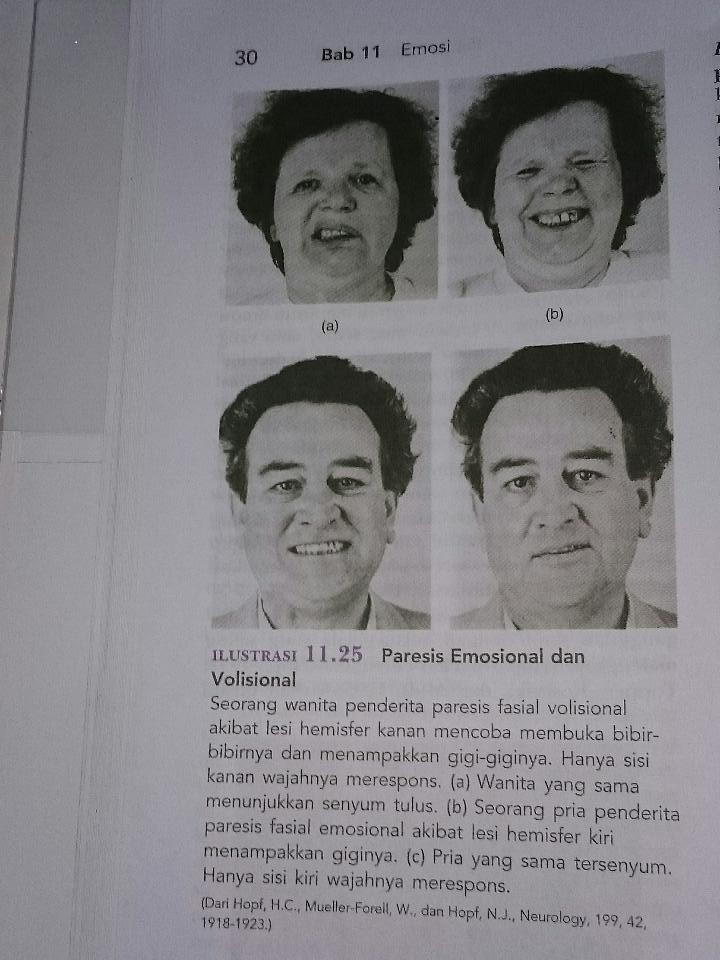 30 Bab 11 Emosi
(a)
(b)
ILUSTRASI 11.25 Paresis Emosional dan
Volisional
Seorang wanita penderita paresis fasial volisional
akibat lesi hemisfer kanan mencoba membuka bibir-
bibirnya dan menampakkan gigi-giginya. Hanya sisi
kanan wajahnya merespons. (a) Wanita yang sama
menunjukkan senyum tulus. (b) Seorang pria penderita
paresis fasial emosional akibat lesi hemisfer kiri
menampakkan giginya. (c) Pria yang sama tersenyum.
Hanya sisi kiri wajahnya merespons.
(Dari Hopf, H.C., Mueller-Forell, W., dan Hopf, N.J., Neurology, 199, 42,
1918-1923.)